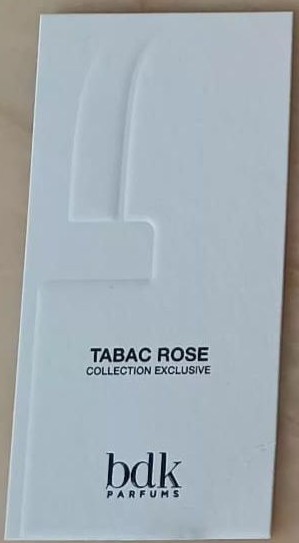 TABAC ROSE
COLLECTION EXCLUSIVE
bdk
PARFUMS